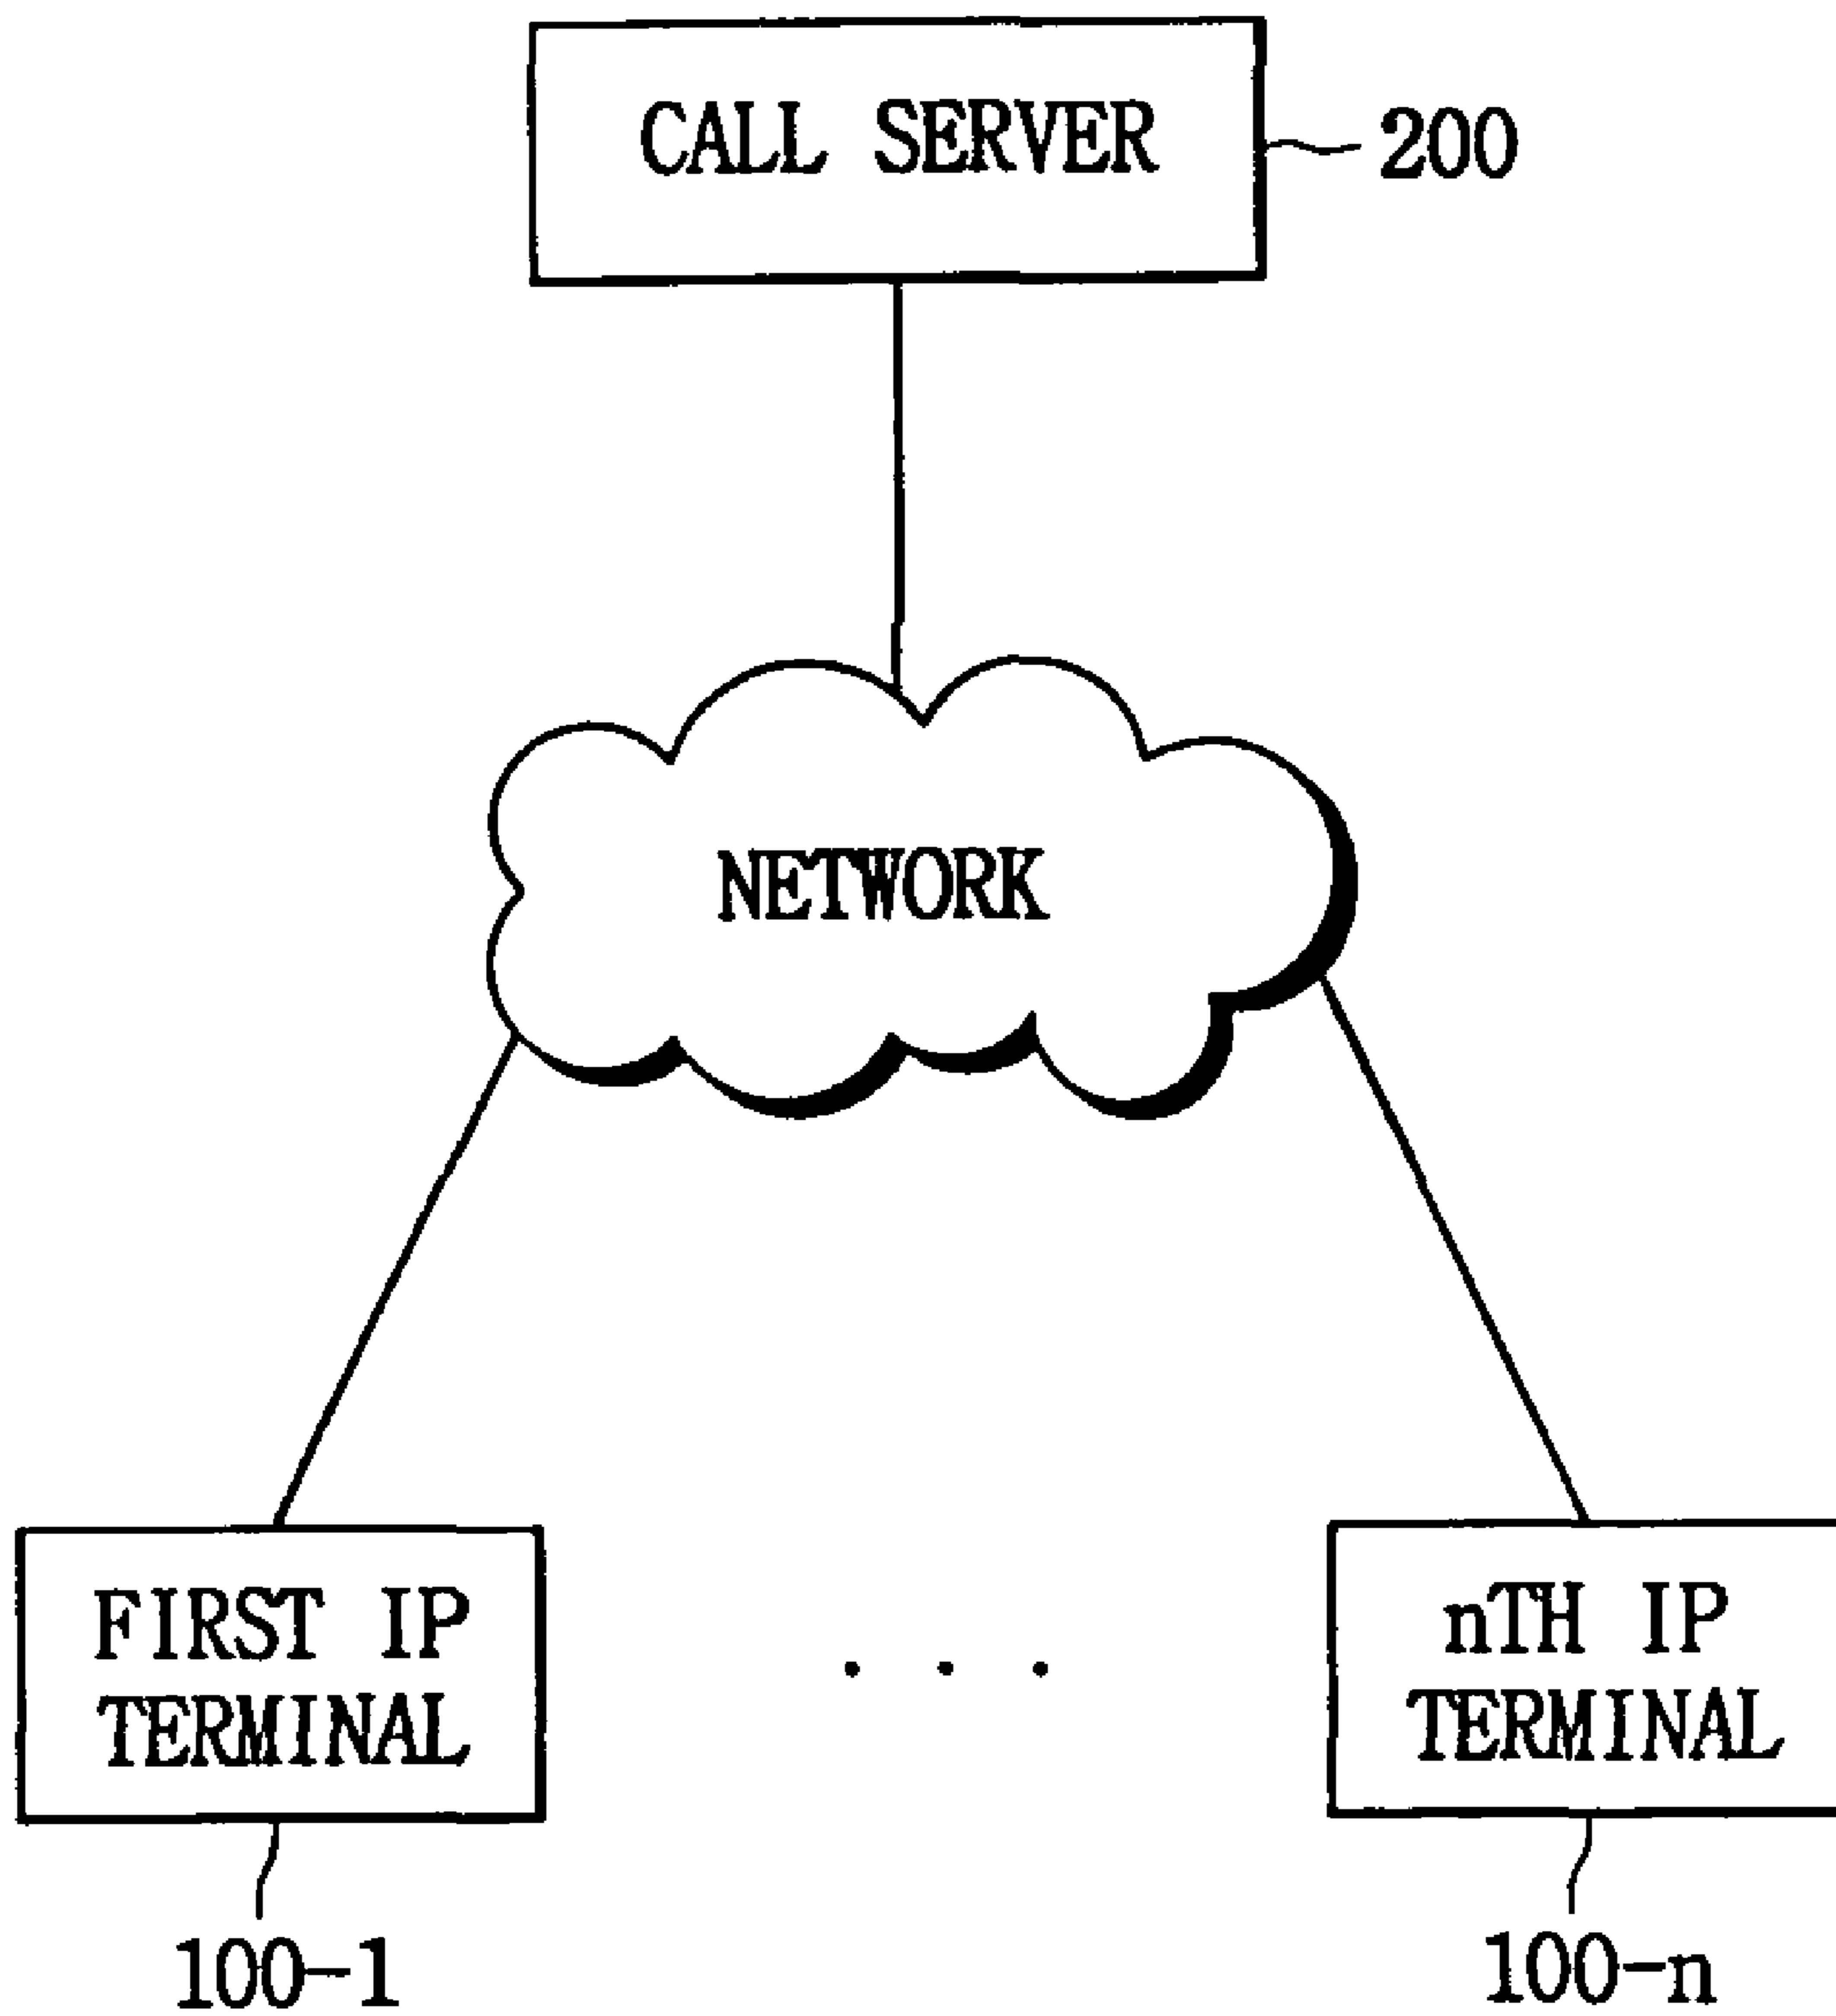 CALL SERVER
200
NETWORK
FIRST IP
TERMINAL
. . .
nTH IP
TERMINAL
100-1
100-n